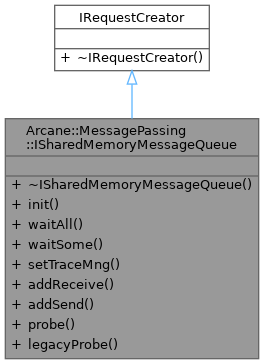 IRequestCreator
+ ~IRequestCreator()
Arcane::MessagePassing
::ISharedMemoryMessageQueue
+ ~ISharedMemoryMessageQueue()
+ init()
+ waitAll()
+ waitSome()
+ setTraceMng()
+ addReceive()
+ addSend()
+ probe()
+ legacyProbe()